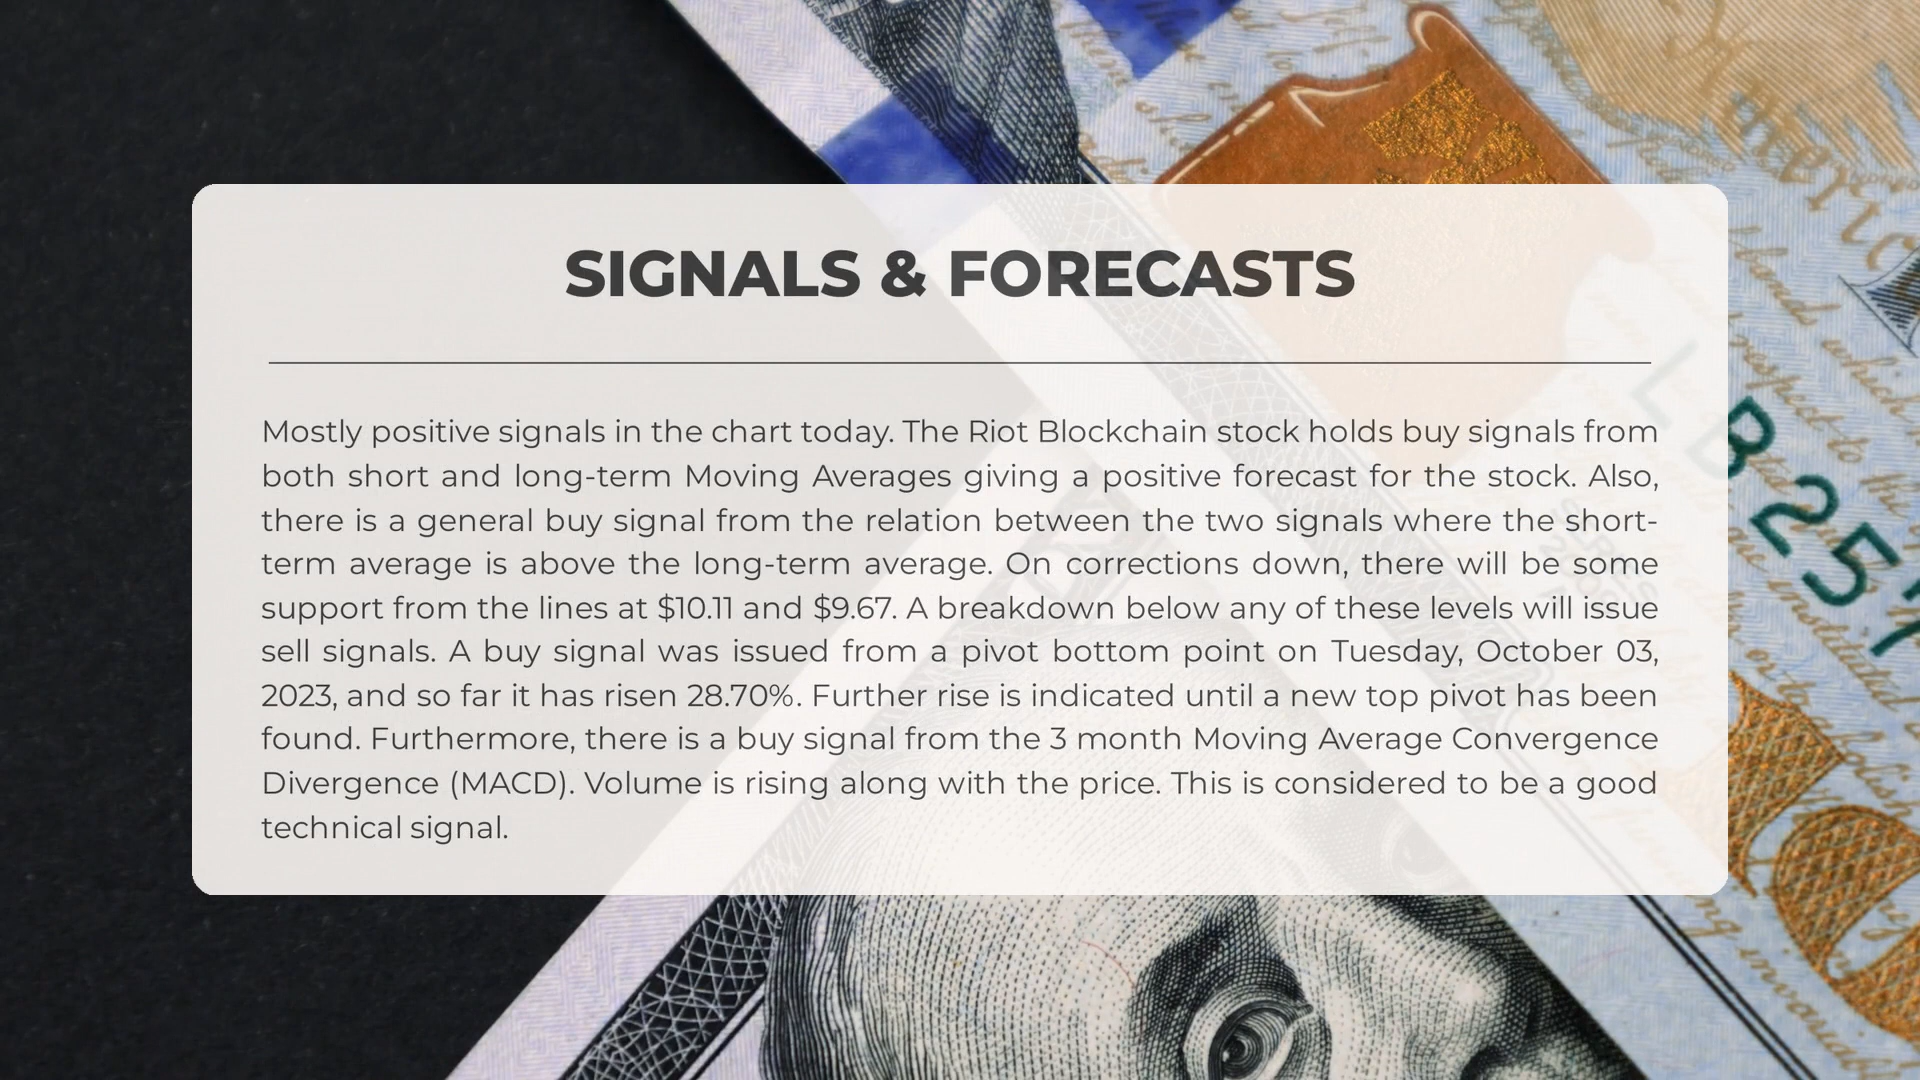 SIGNALS & FORECASTS
Mostly positive signals in the chart today. The Riot Blockchain stock holds buy signals from
both short and long-term Moving Averages giving a positive forecast for the stock. Also,
there is a general buy signal from the relation between the two signals where the short-
term average is above the long-term average. On corrections down, there will be some
support from the lines at $10.11 and $9.67. A breakdown below any of these levels will issue
sell signals. A buy signal was issued from a pivot bottom point on Tuesday, October 03,
2023, and so far it has risen 28.70%. Further rise is indicated until a new top pivot has been
found. Furthermore, there is a buy signal from the 3 month Moving Average Convergence
Divergence (MACD). Volume is rising along with the price. This is considered to be a good
technical signal.